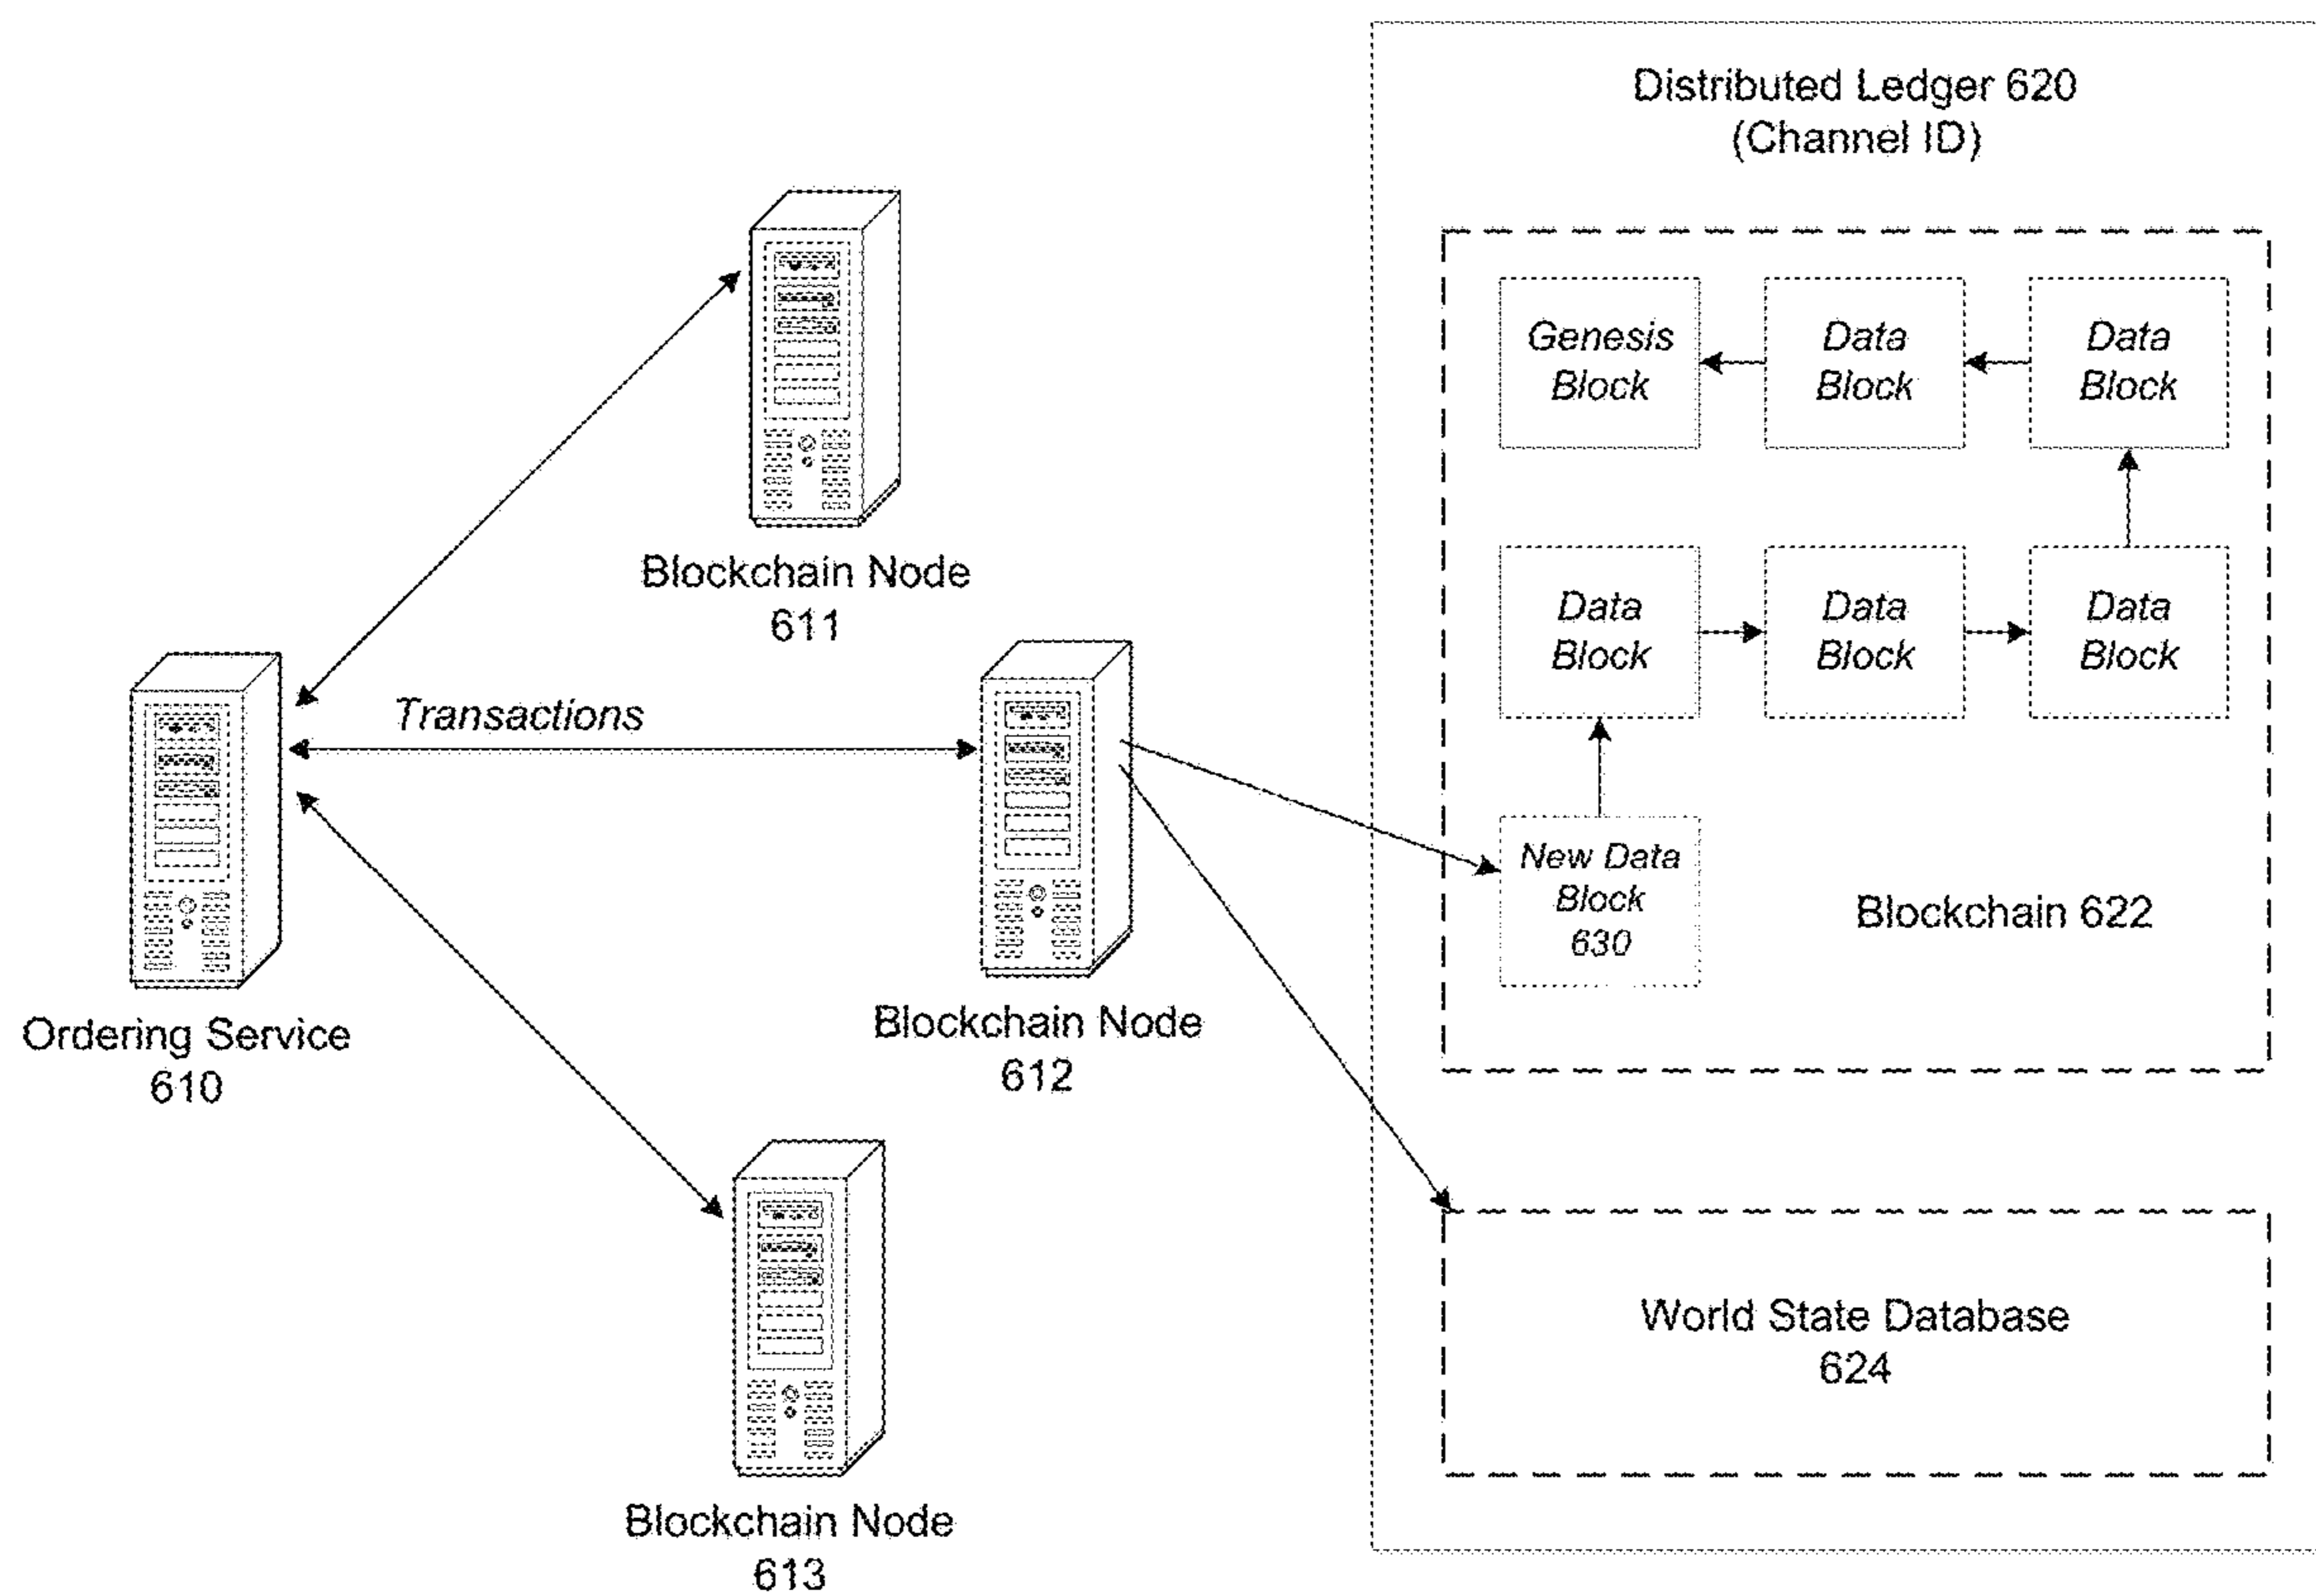 Distributed Ledger 620
(Channel ID)
Genesis
Block
Data
Block
Data
Block
Blockchain Node
611
Data
Block
Data
Block
Data
Block
Transactions
New Data
Block
630
Blockchain 622
Ordering Service
610
Blockchain Node
612
World State Database
624
Blockchain Node
613